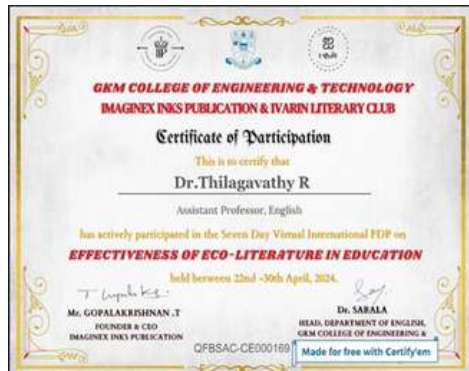 GKM COLLEGE OF ENGINEERING & TECHNOLOGY
IMAGINEX INKS PUBLICATION & IVARIN LITERARY CLUB
Certificate of Participation
This is to certify that
Dr.Thilagavathy R
Assistant Professor, English
has actively participated in the Seven Day Virtual International FDP on
EFFECTIVENESS OF ECO-LITERATURE IN EDUCATION
held between 22nd -30th April, 2024.
Mr. GOPALAKRISHNAN .T
FOUNDER & CEO
IMAGINEX INKS PUBLICATION
Dr. SARALA
HEAD, DEPARTMENT OF ENGLISH,
GKM COLLEGE OF ENGINEERING &
QFBSAC-CE000169
Made for free with Certify'em